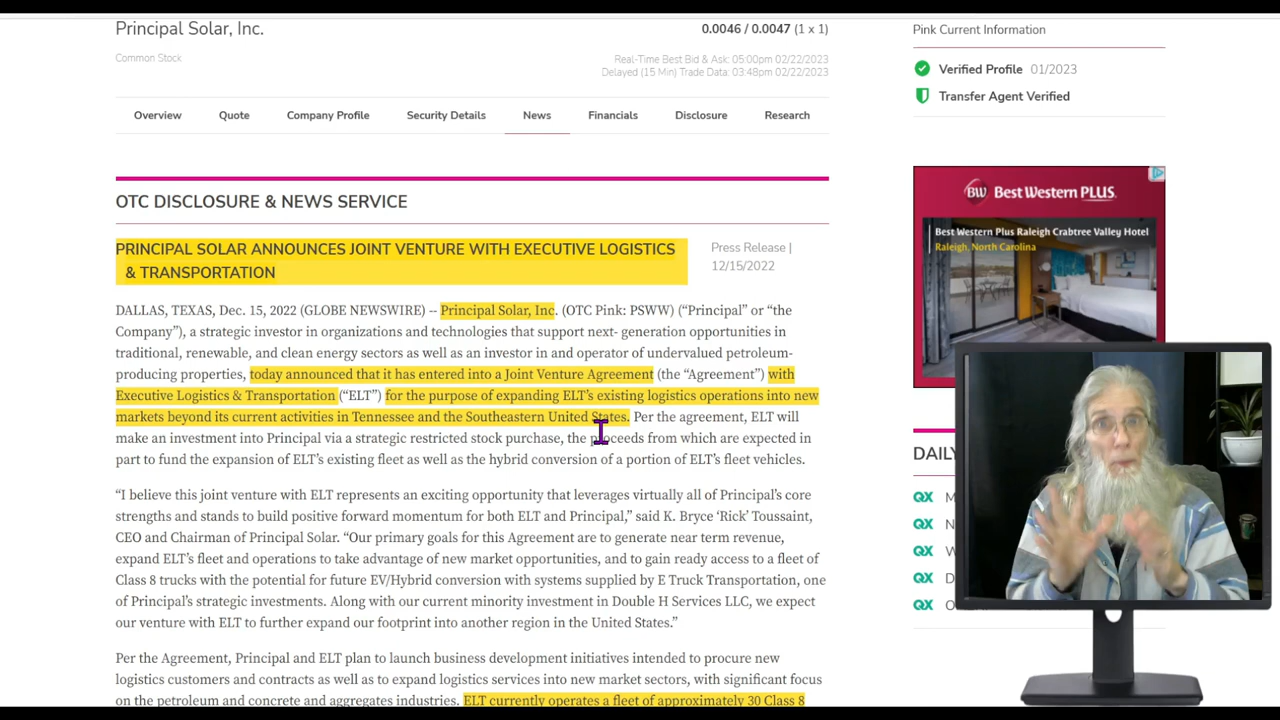 Principal Solar, Inc.
0.0046 / 0.0047 (1 x 1)
Common Stock
Real-Time Best Bid & Ask: 05:00pm 02/22/2023
Delayed (15 Min) Trade Data: 03:48pm 02/22/2023
Overview Quote Company Profile Security Details News Financials Disclosure Research
OTC DISCLOSURE & NEWS SERVICE
PRINCIPAL SOLAR ANNOUNCES JOINT VENTURE WITH EXECUTIVE LOGISTICS
& TRANSPORTATION
Press Release |
12/15/2022
DALLAS, TEXAS, Dec. 15, 2022 (GLOBE NEWSWIRE) -- Principal Solar, Inc. (OTC Pink: PSWW) (“Principal” or “the
Company”), a strategic investor in organizations and technologies that support next- generation opportunities in
traditional, renewable, and clean energy sectors as well as an investor in and operator of undervalued petroleum-
producing properties, today announced that it has entered into a Joint Venture Agreement (the “Agreement”) with
Executive Logistics & Transportation (“ELT”) for the purpose of expanding ELT’s existing logistics operations into new
markets beyond its current activities in Tennessee and the Southeastern United States. Per the agreement, ELT will
make an investment into Principal via a strategic restricted stock purchase, the proceeds from which are expected in
part to fund the expansion of ELT’s existing fleet as well as the hybrid conversion of a portion of ELT’s fleet vehicles.
“I believe this joint venture with ELT represents an exciting opportunity that leverages virtually all of Principal’s core
strengths and stands to build positive forward momentum for both ELT and Principal,” said K. Bryce ‘Rick’ Toussaint,
CEO and Chairman of Principal Solar. “Our primary goals for this Agreement are to generate near term revenue,
expand ELT’s fleet and operations to take advantage of new market opportunities, and to gain ready access to a fleet of
Class 8 trucks with the potential for future EV/Hybrid conversion with systems supplied by E Truck Transportation, one
of Principal’s strategic investments. Along with our current minority investment in Double H Services LLC, we expect
our venture with ELT to further expand our footprint into another region in the United States.”
Per the Agreement, Principal and ELT plan to launch business development initiatives intended to procure new
logistics customers and contracts as well as to expand logistics services into new market sectors, with significant focus
on the petroleum and concrete and aggregates industries. ELT currently operates a fleet of approximately 30 Class 8
Pink Current Information
Verified Profile 01/2023
Transfer Agent Verified
BW Best Western PLUS.
Best Western Plus Raleigh Crabtree Valley Hotel
Raleigh, North Carolina
DAILY
QX M
QX N
QX W
QX D
QX O